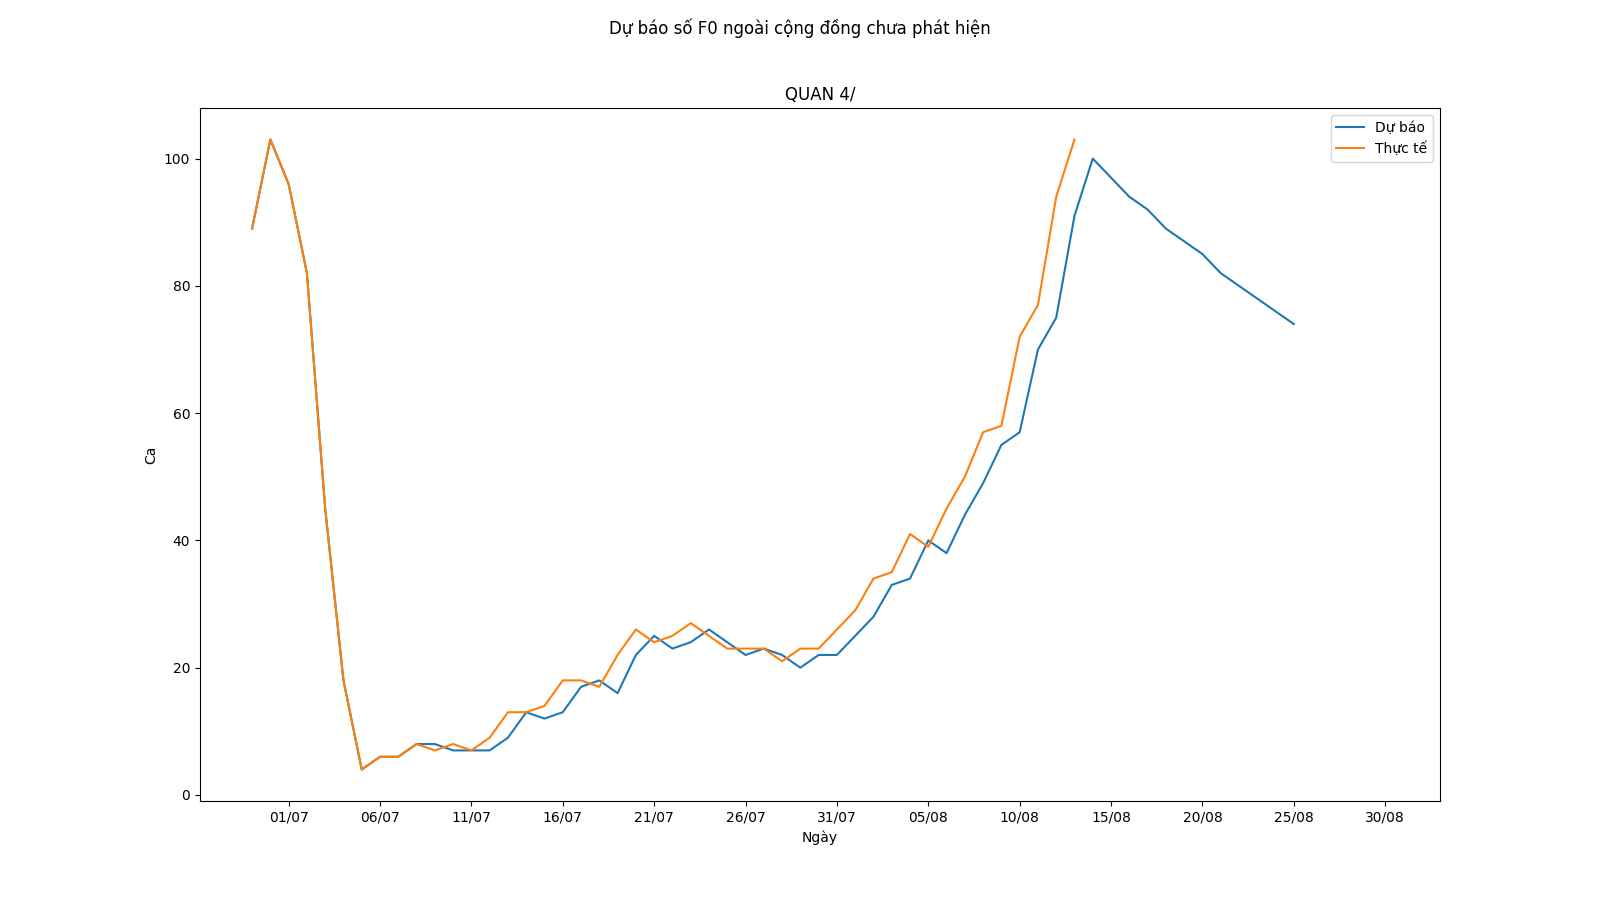 Dự báo số F0 ngoài cộng đồng chưa phát hiện
QUAN 4/
Dự báo
Thực tế
100
80
60
40
20
0
Ca
01/07 06/07 11/07 16/07 21/07 26/07 31/07 05/08 10/08 15/08 20/08 25/08 30/08
Ngày